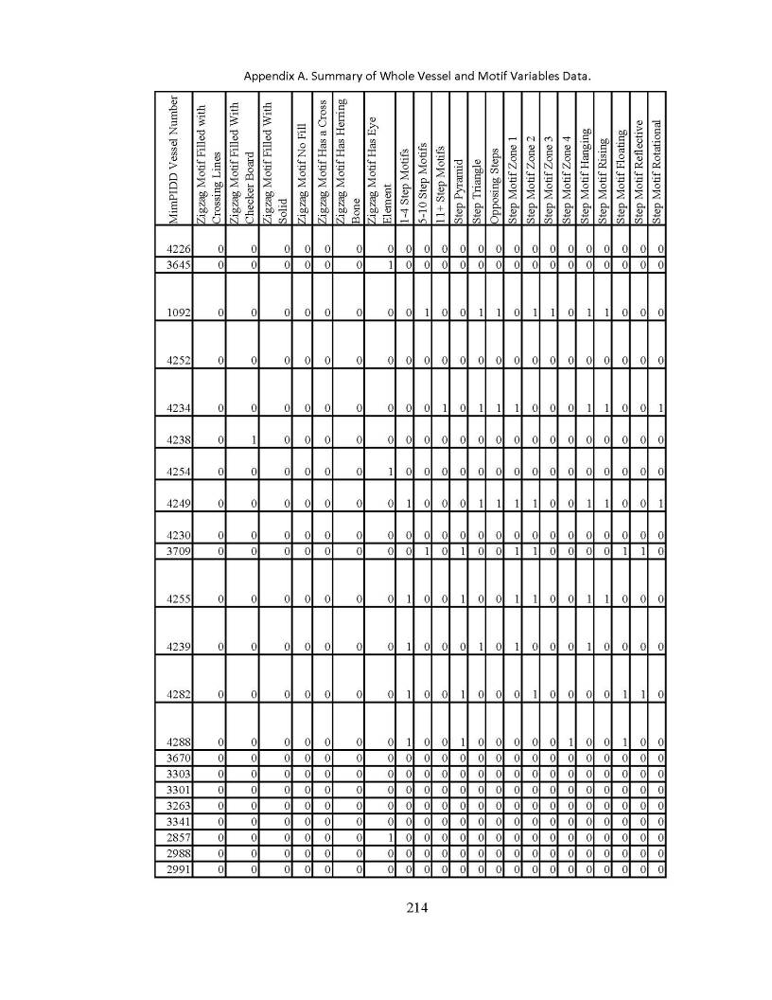 Appendix A. Summary of Whole Vessel and Motif Variables Data.
MimPIDD Vessel Number
Zigzag Motif Filled with
Crossing Lines
Zigzag Motif Filled With
Checker Board
Zigzag Motif Filled With
Solid
Zigzag Motif No Fill
Zigzag Motif Has a Cross
Zigzag Motif Has Herring
Bone
Zigzag Motif Has Eye
Element
1-4 Step Motifs
5-10 Step Motifs
11+ Step Motifs
Step Pyramid
Step Triangle
Opposing Steps
Step Motif Zone 1
Step Motif Zone 2
Step Motif Zone 3
Step Motif Zone 4
Step Motif Hanging
Step Motif Rising
Step Motif Floating
Step Motif Reflective
Step Motif Rotational
4226 0 0 0 0 0 0 0 0 0 0 0 0 0 0 0 0 0 0 0 0 0 0
3645 0 0 0 0 0 0 1 0 0 0 0 0 0 0 0 0 0 0 0 0 0 0
1092 0 0 0 0 0 0 0 0 1 0 0 1 1 0 1 1 0 1 1 0 0 0
4252 0 0 0 0 0 0 0 0 0 0 0 0 0 0 0 0 0 0 0 0 0 0
4234 0 0 0 0 0 0 0 0 0 1 0 1 1 1 0 0 0 1 1 0 0 1
4238 0 1 0 0 0 0 0 0 0 0 0 0 0 0 0 0 0 0 0 0 0 0
4254 0 0 0 0 0 0 1 0 0 0 0 0 0 0 0 0 0 0 0 0 0 0
4249 0 0 0 0 0 0 0 1 0 0 0 1 1 1 1 0 0 1 1 0 0 1
4230 0 0 0 0 0 0 0 0 0 0 0 0 0 0 0 0 0 0 0 0 0 0
3709 0 0 0 0 0 0 0 0 1 0 1 0 0 1 1 0 0 0 0 1 1 0
4255 0 0 0 0 0 0 0 1 0 0 1 0 0 1 1 0 0 1 1 0 0 0
4239 0 0 0 0 0 0 0 1 0 0 0 1 0 1 0 0 0 1 0 0 0 0
4282 0 0 0 0 0 0 0 1 0 0 1 0 0 0 1 0 0 0 0 1 1 0
4288 0 0 0 0 0 0 0 1 0 0 1 0 0 0 0 0 1 0 0 1 0 0
3670 0 0 0 0 0 0 0 0 0 0 0 0 0 0 0 0 0 0 0 0 0 0
3303 0 0 0 0 0 0 0 0 0 0 0 0 0 0 0 0 0 0 0 0 0 0
3301 0 0 0 0 0 0 0 0 0 0 0 0 0 0 0 0 0 0 0 0 0 0
3263 0 0 0 0 0 0 0 0 0 0 0 0 0 0 0 0 0 0 0 0 0 0
3341 0 0 0 0 0 0 0 0 0 0 0 0 0 0 0 0 0 0 0 0 0 0
2857 0 0 0 0 0 0 1 0 0 0 0 0 0 0 0 0 0 0 0 0 0 0
2988 0 0 0 0 0 0 0 0 0 0 0 0 0 0 0 0 0 0 0 0 0 0
2991 0 0 0 0 0 0 0 0 0 0 0 0 0 0 0 0 0 0 0 0 0 0
214